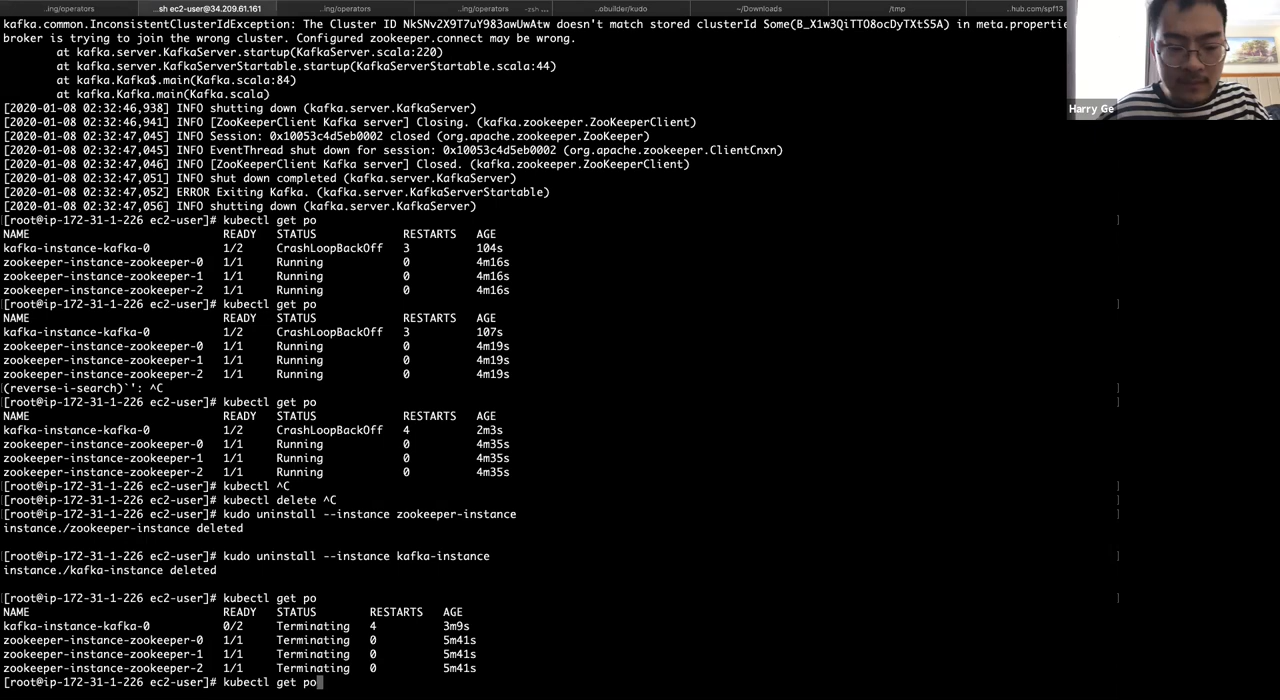 ..ing/operators
..sh ec2-user@34.209.61.161
..ing/operators
..ing/operators
-zsh ...
..obuilder/kudo
~/Downloads
/tmp
..hub.com/spf13
kafka.common.InconsistentClusterIdException: The Cluster ID NkSNv2X9T7uY983awUwAtw doesn't match stored clusterId Some(B_X1w3QiTTO8ocDyTXtS5A) in meta.propertie
broker is trying to join the wrong cluster. Configured zookeeper.connect may be wrong.
at kafka.server.KafkaServer.startup(KafkaServer.scala:220)
at kafka.server.KafkaServerStartable.startup(KafkaServerStartable.scala:44)
at kafka.Kafka$.main(Kafka.scala:84)
at kafka.Kafka.main(Kafka.scala)
Harry Ge
[2020-01-08 02:32:46,938] INFO shutting down (kafka.server.KafkaServer)
[2020-01-08 02:32:46,941] INFO [ZooKeeperClient Kafka server] Closing. (kafka.zookeeper.ZooKeeperClient)
[2020-01-08 02:32:47,045] INFO Session: 0x10053c4d5eb0002 closed (org.apache.zookeeper.ZooKeeper)
[2020-01-08 02:32:47,045] INFO EventThread shut down for session: 0x10053c4d5eb0002 (org.apache.zookeeper.ClientCnxn)
[2020-01-08 02:32:47,046] INFO [ZooKeeperClient Kafka server] Closed. (kafka.zookeeper.ZooKeeperClient)
[2020-01-08 02:32:47,051] INFO shut down completed (kafka.server.KafkaServer)
[2020-01-08 02:32:47,052] ERROR Exiting Kafka. (kafka.server.KafkaServerStartable)
[2020-01-08 02:32:47,056] INFO shutting down (kafka.server.KafkaServer)
[root@ip-172-31-1-226 ec2-user]# kubectl get po ]
NAME READY STATUS RESTARTS AGE
kafka-instance-kafka-0 1/2 CrashLoopBackOff 3 104s
zookeeper-instance-zookeeper-0 1/1 Running 0 4m16s
zookeeper-instance-zookeeper-1 1/1 Running 0 4m16s
zookeeper-instance-zookeeper-2 1/1 Running 0 4m16s
[root@ip-172-31-1-226 ec2-user]# kubectl get po ]
NAME READY STATUS RESTARTS AGE
kafka-instance-kafka-0 1/2 CrashLoopBackOff 3 107s
zookeeper-instance-zookeeper-0 1/1 Running 0 4m19s
zookeeper-instance-zookeeper-1 1/1 Running 0 4m19s
zookeeper-instance-zookeeper-2 1/1 Running 0 4m19s
(reverse-i-search)`': ^C ]
[root@ip-172-31-1-226 ec2-user]# kubectl get po ]
NAME READY STATUS RESTARTS AGE
kafka-instance-kafka-0 1/2 CrashLoopBackOff 4 2m3s
zookeeper-instance-zookeeper-0 1/1 Running 0 4m35s
zookeeper-instance-zookeeper-1 1/1 Running 0 4m35s
zookeeper-instance-zookeeper-2 1/1 Running 0 4m35s
[root@ip-172-31-1-226 ec2-user]# kubectl ^C ]
[root@ip-172-31-1-226 ec2-user]# kubectl delete ^C ]
[root@ip-172-31-1-226 ec2-user]# kudo uninstall --instance zookeeper-instance ]
instance./zookeeper-instance deleted
[root@ip-172-31-1-226 ec2-user]# kudo uninstall --instance kafka-instance ]
instance./kafka-instance deleted
[root@ip-172-31-1-226 ec2-user]# kubectl get po ]
NAME READY STATUS RESTARTS AGE
kafka-instance-kafka-0 0/2 Terminating 4 3m9s
zookeeper-instance-zookeeper-0 1/1 Terminating 0 5m41s
zookeeper-instance-zookeeper-1 1/1 Terminating 0 5m41s
zookeeper-instance-zookeeper-2 1/1 Terminating 0 5m41s
[root@ip-172-31-1-226 ec2-user]# kubectl get po